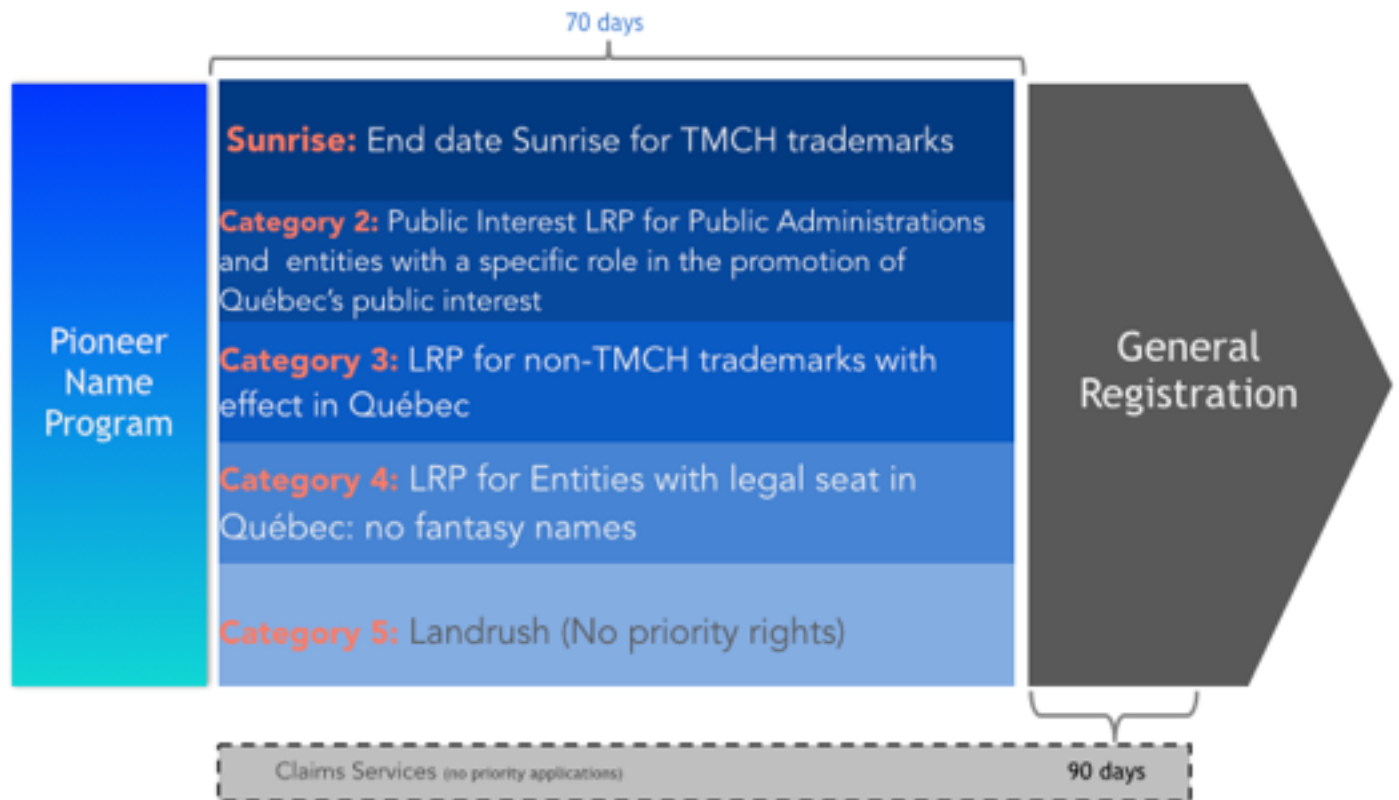 70 days
Pioneer
Name
Program
Sunrise: End date Sunrise for TMCH trademarks
Category 2: Public Interest LRP for Public Administrations
and entities with a specific role in the promotion of
Québec's public interest
Category 3: LRP for non-TMCH trademarks with
effect in Québec
Category 4: LRP for Entities with legal seat in
Québec: no fantasy names
Category 5: Landrush (No priority rights)
General
Registration
Claims Services (no priority applications)
90 days